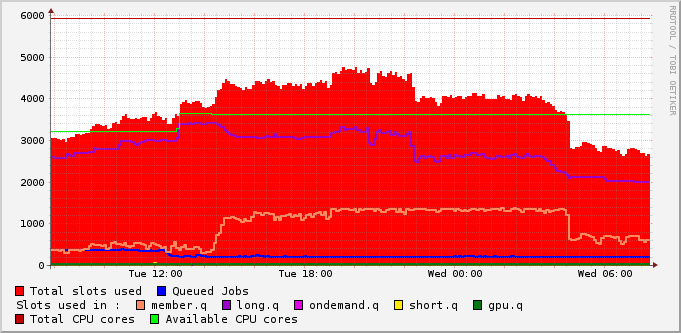 6000
5000
4000
3000
2000
1000
0
Tue 12:00 Tue 18:00 Wed 00:00 Wed 06:00
RRDTOOL / TOBI OETIKER
Total slots used Queued Jobs
Slots used in : member.q long.q ondemand.q short.q gpu.q
Total CPU cores Available CPU cores